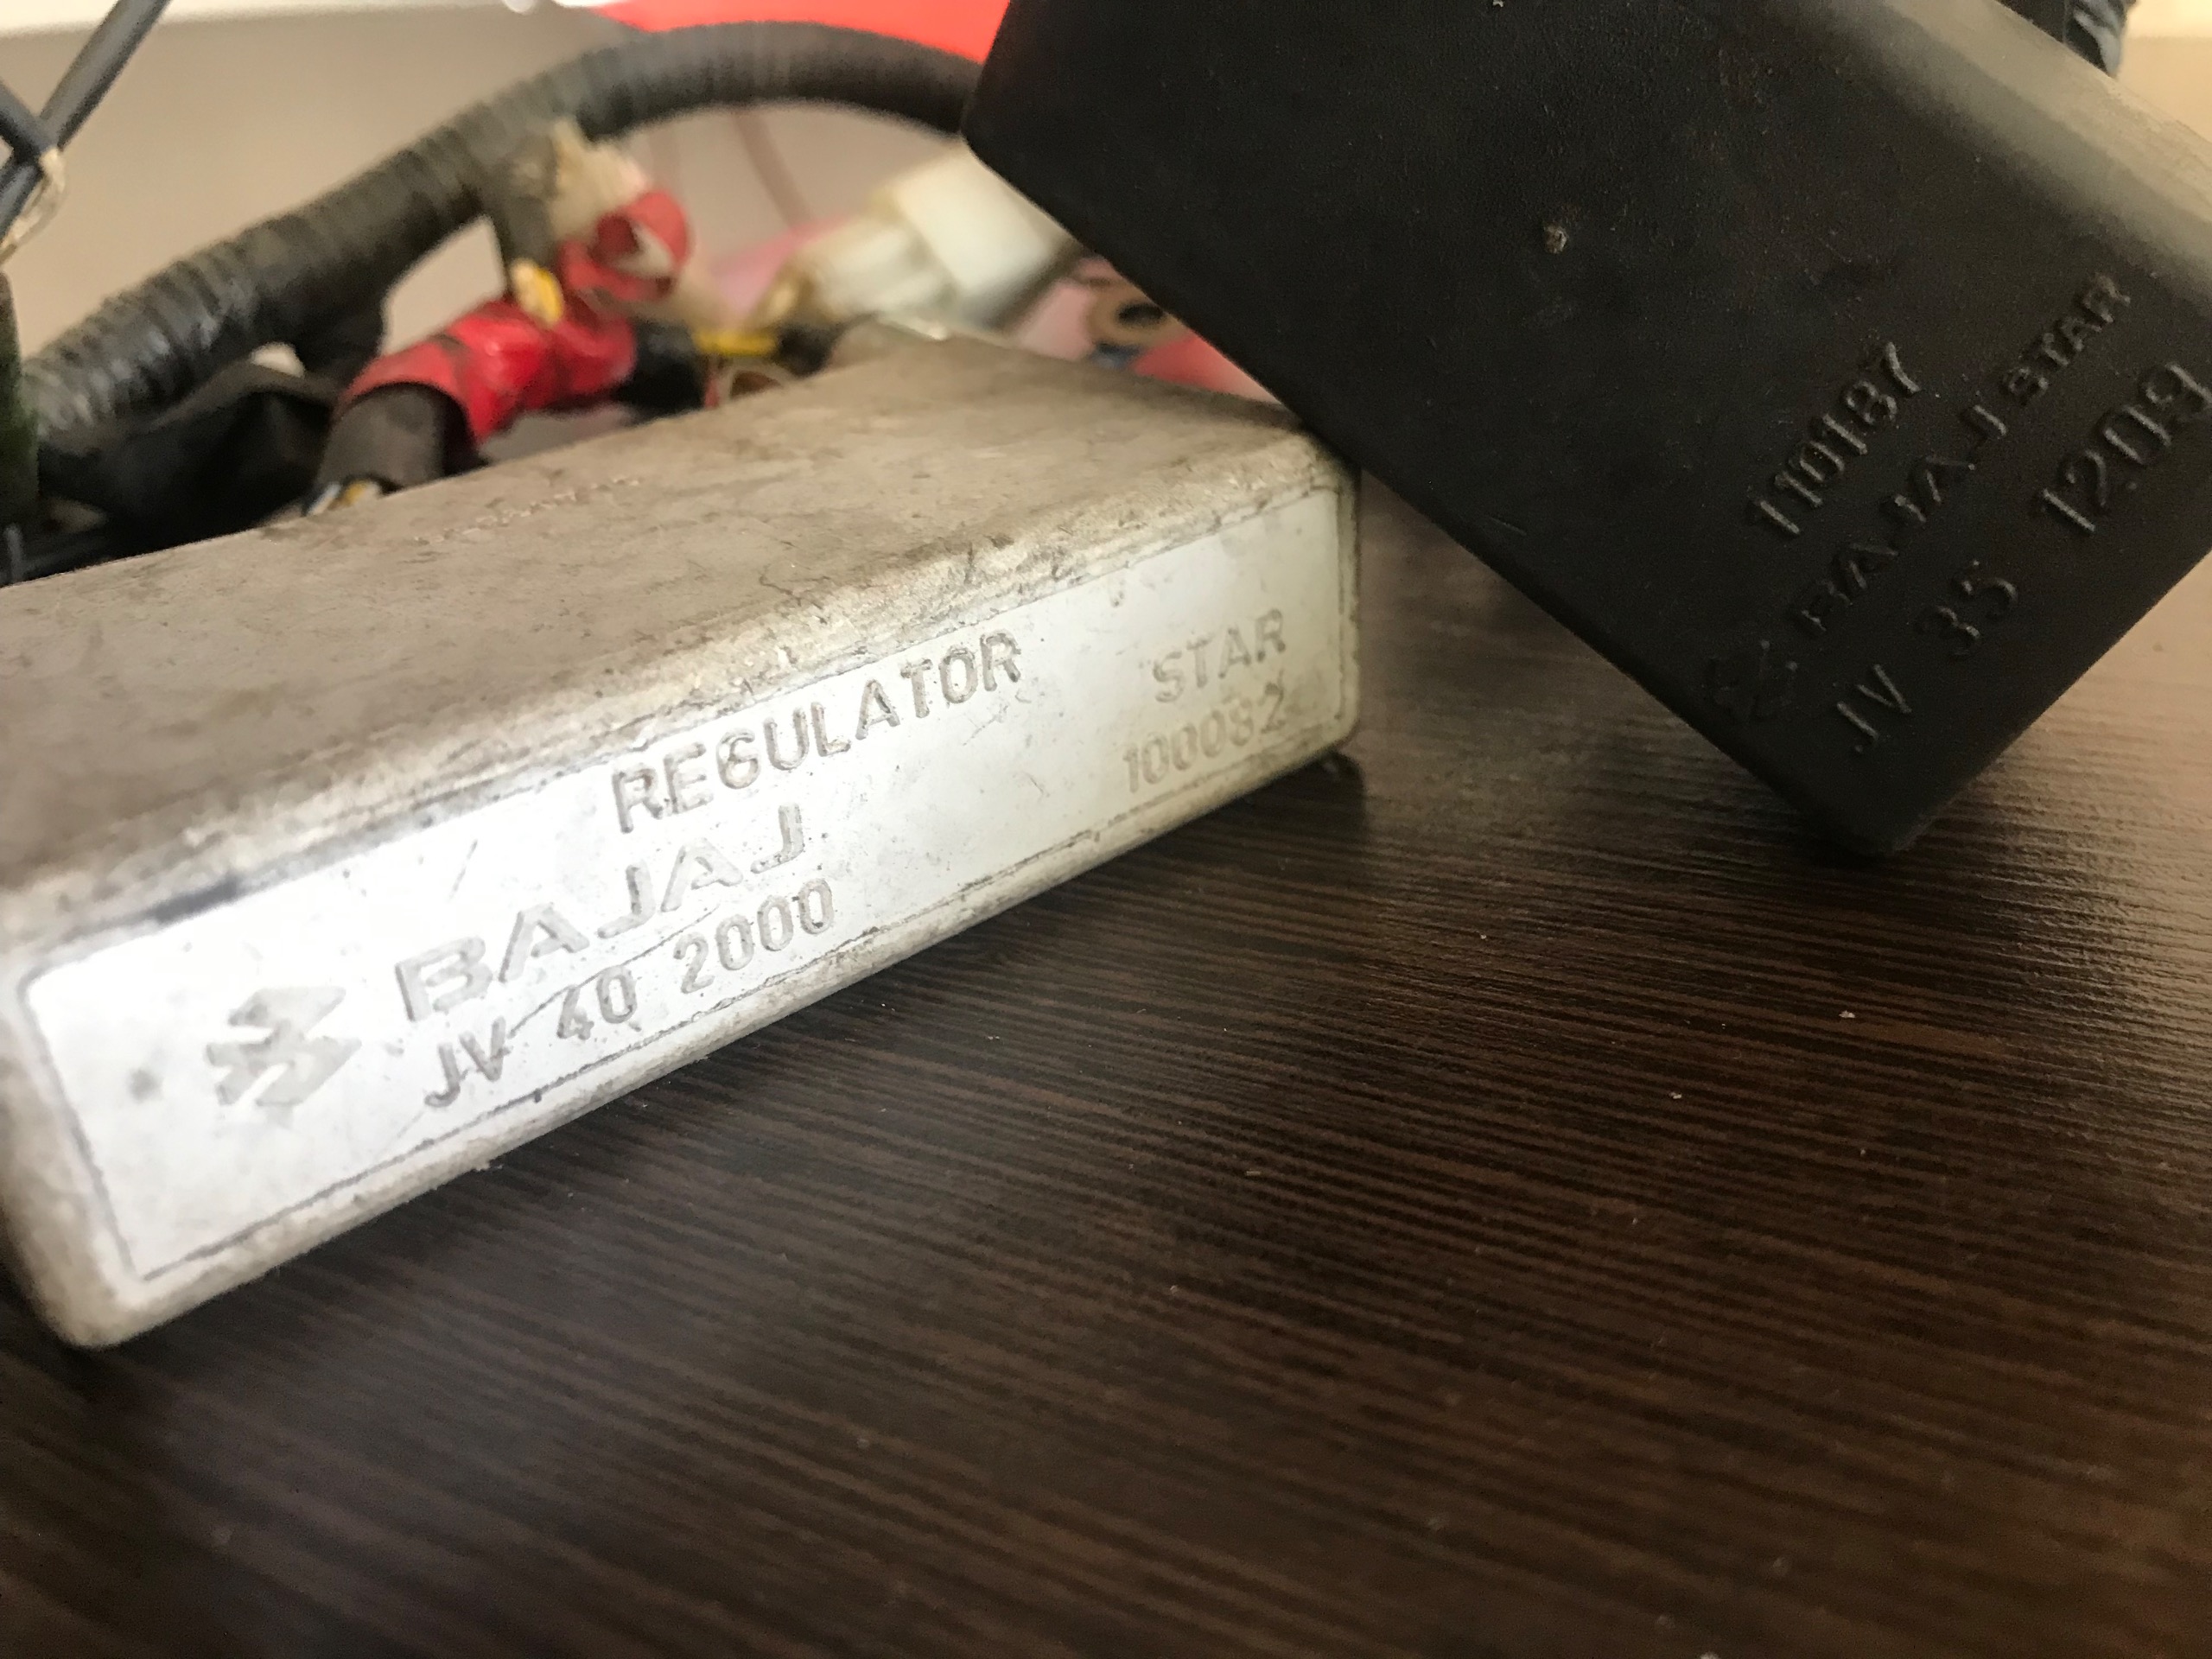 REGULATOR
BAJAJ
JV 40 2000
STAR
100082
110187
BAJAJ STAR
JV 35 1209